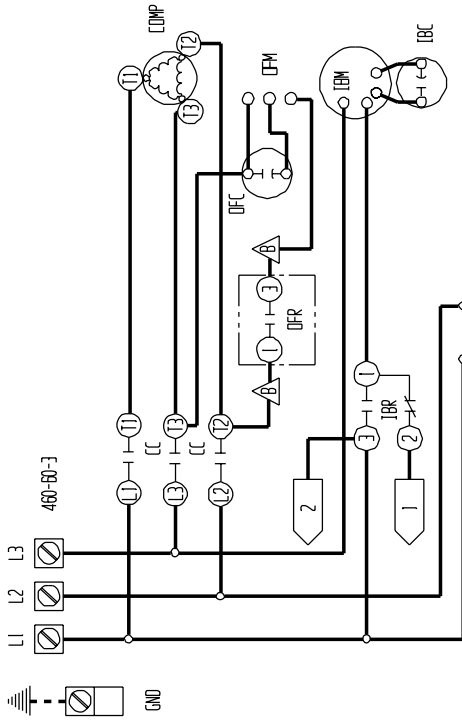 COMP
T1
T2
T3
OFM
IBM
IBC
OFC
B
3
OFR
1
B
T1
T3
T2
CC
CC
L1
L3
L2
460-60-3
1
IBR
3
2
2
1
L3
L2
L1
GND